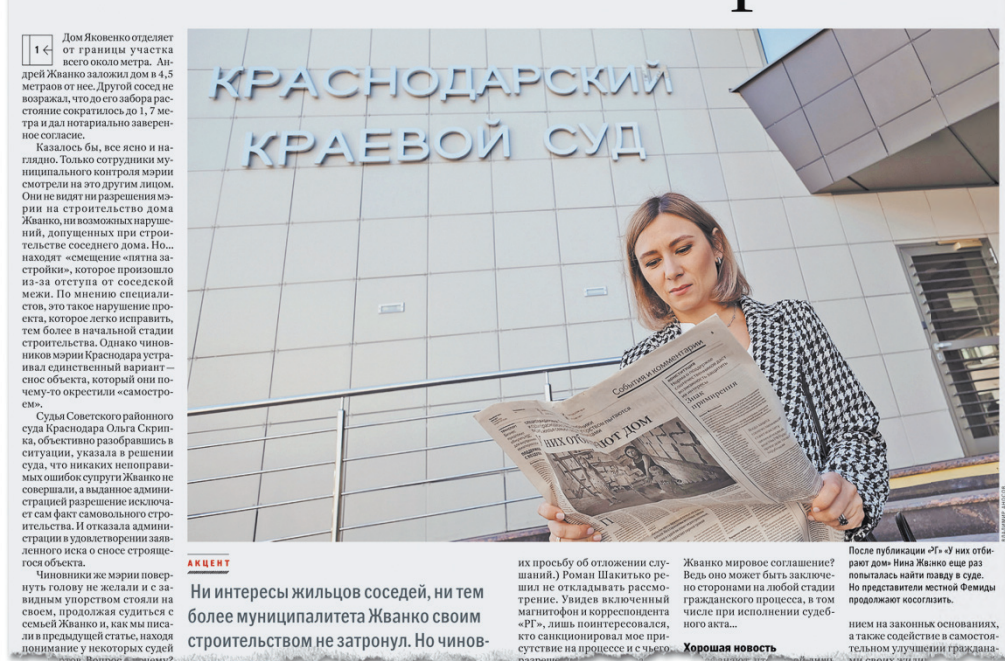 1
Дом Яковенко отделяет
от границы участка
всего около метра. Ан-
дрей Жванко заложил дом в 4,5
метраов от нее. Другой сосед не
возражал, что до его забора рас-
стояние сократилось до 1, 7 ме-
тра и дал нотариально заверен-
ное согласие.
Казалось бы, все ясно и на-
глядно. Только сотрудники му-
ниципального контроля мэрии
смотрели на это другим лицом.
Они не видят ни разрешения мэ-
рии на строительство дома
Жванко, ни возможных наруше-
ний, допущенных при строи-
тельстве соседнего дома. Но...
находят «смещение «пятна за-
стройки», которое произошло
из-за отступа от соседской
межи. По мнению специали-
стов, это такое нарушение про-
екта, которое легко исправить,
тем более в начальной стадии
строительства. Однако чинов-
ников мэрии Краснодара устра-
ивал единственный вариант —
снос объекта, который они по-
чему-то окрестили «самостро-
ем».
Судья Советского районного
суда Краснодара Ольга Скрип-
ка, объективно разобравшись в
ситуации, указала в решении
суда, что никаких непоправи-
мых ошибок супруги Жванко не
совершали, а выданное админи-
страцией разрешение исключа-
ет сам факт самовольного стро-
ительства. И отказала админи-
страции в удовлетворении заяв-
ленного иска о сносе строяще-
гося объекта.
Чиновники же мэрии повер-
нуть голову не желали и с за-
видным упорством стояли на
своем, продолжая судиться с
семьей Жванко и, как мы писа-
ли в предыдущей статье, находя
понимание у некоторых судей
КРАСНОДАРСКИЙ
КРАЕВОЙ СУД
События и комментарии
Знак
примирения
У НИХ ОТБИРАЮТ ДОМ
АКЦЕНТ
Ни интересы жильцов соседей, ни тем
более муниципалитета Жванко своим
строительством не затронул. Но чинов-
их просьбу об отложении слу-
шаний.) Роман Шакитько ре-
шил не откладывать рассмо-
трение. Увидев включенный
магнитофон и корреспондента
«РГ», лишь поинтересовался,
кто санкционировал мое при-
сутствие на процессе и с чьего
Жванко мировое соглашение?
Ведь оно может быть заключе-
но сторонами на любой стадии
гражданского процесса, в том
числе при исполнении судеб-
ного акта...
Хорошая новость
После публикации «РГ» «У них отби-
рают дом» Нина Жванко еще раз
попыталась найти правду в суде.
Но представители местной Фемиды
продолжают косоглазить.
нием на законных основаниях,
а также содействие в самостоя-
тельном улучшении граждана-